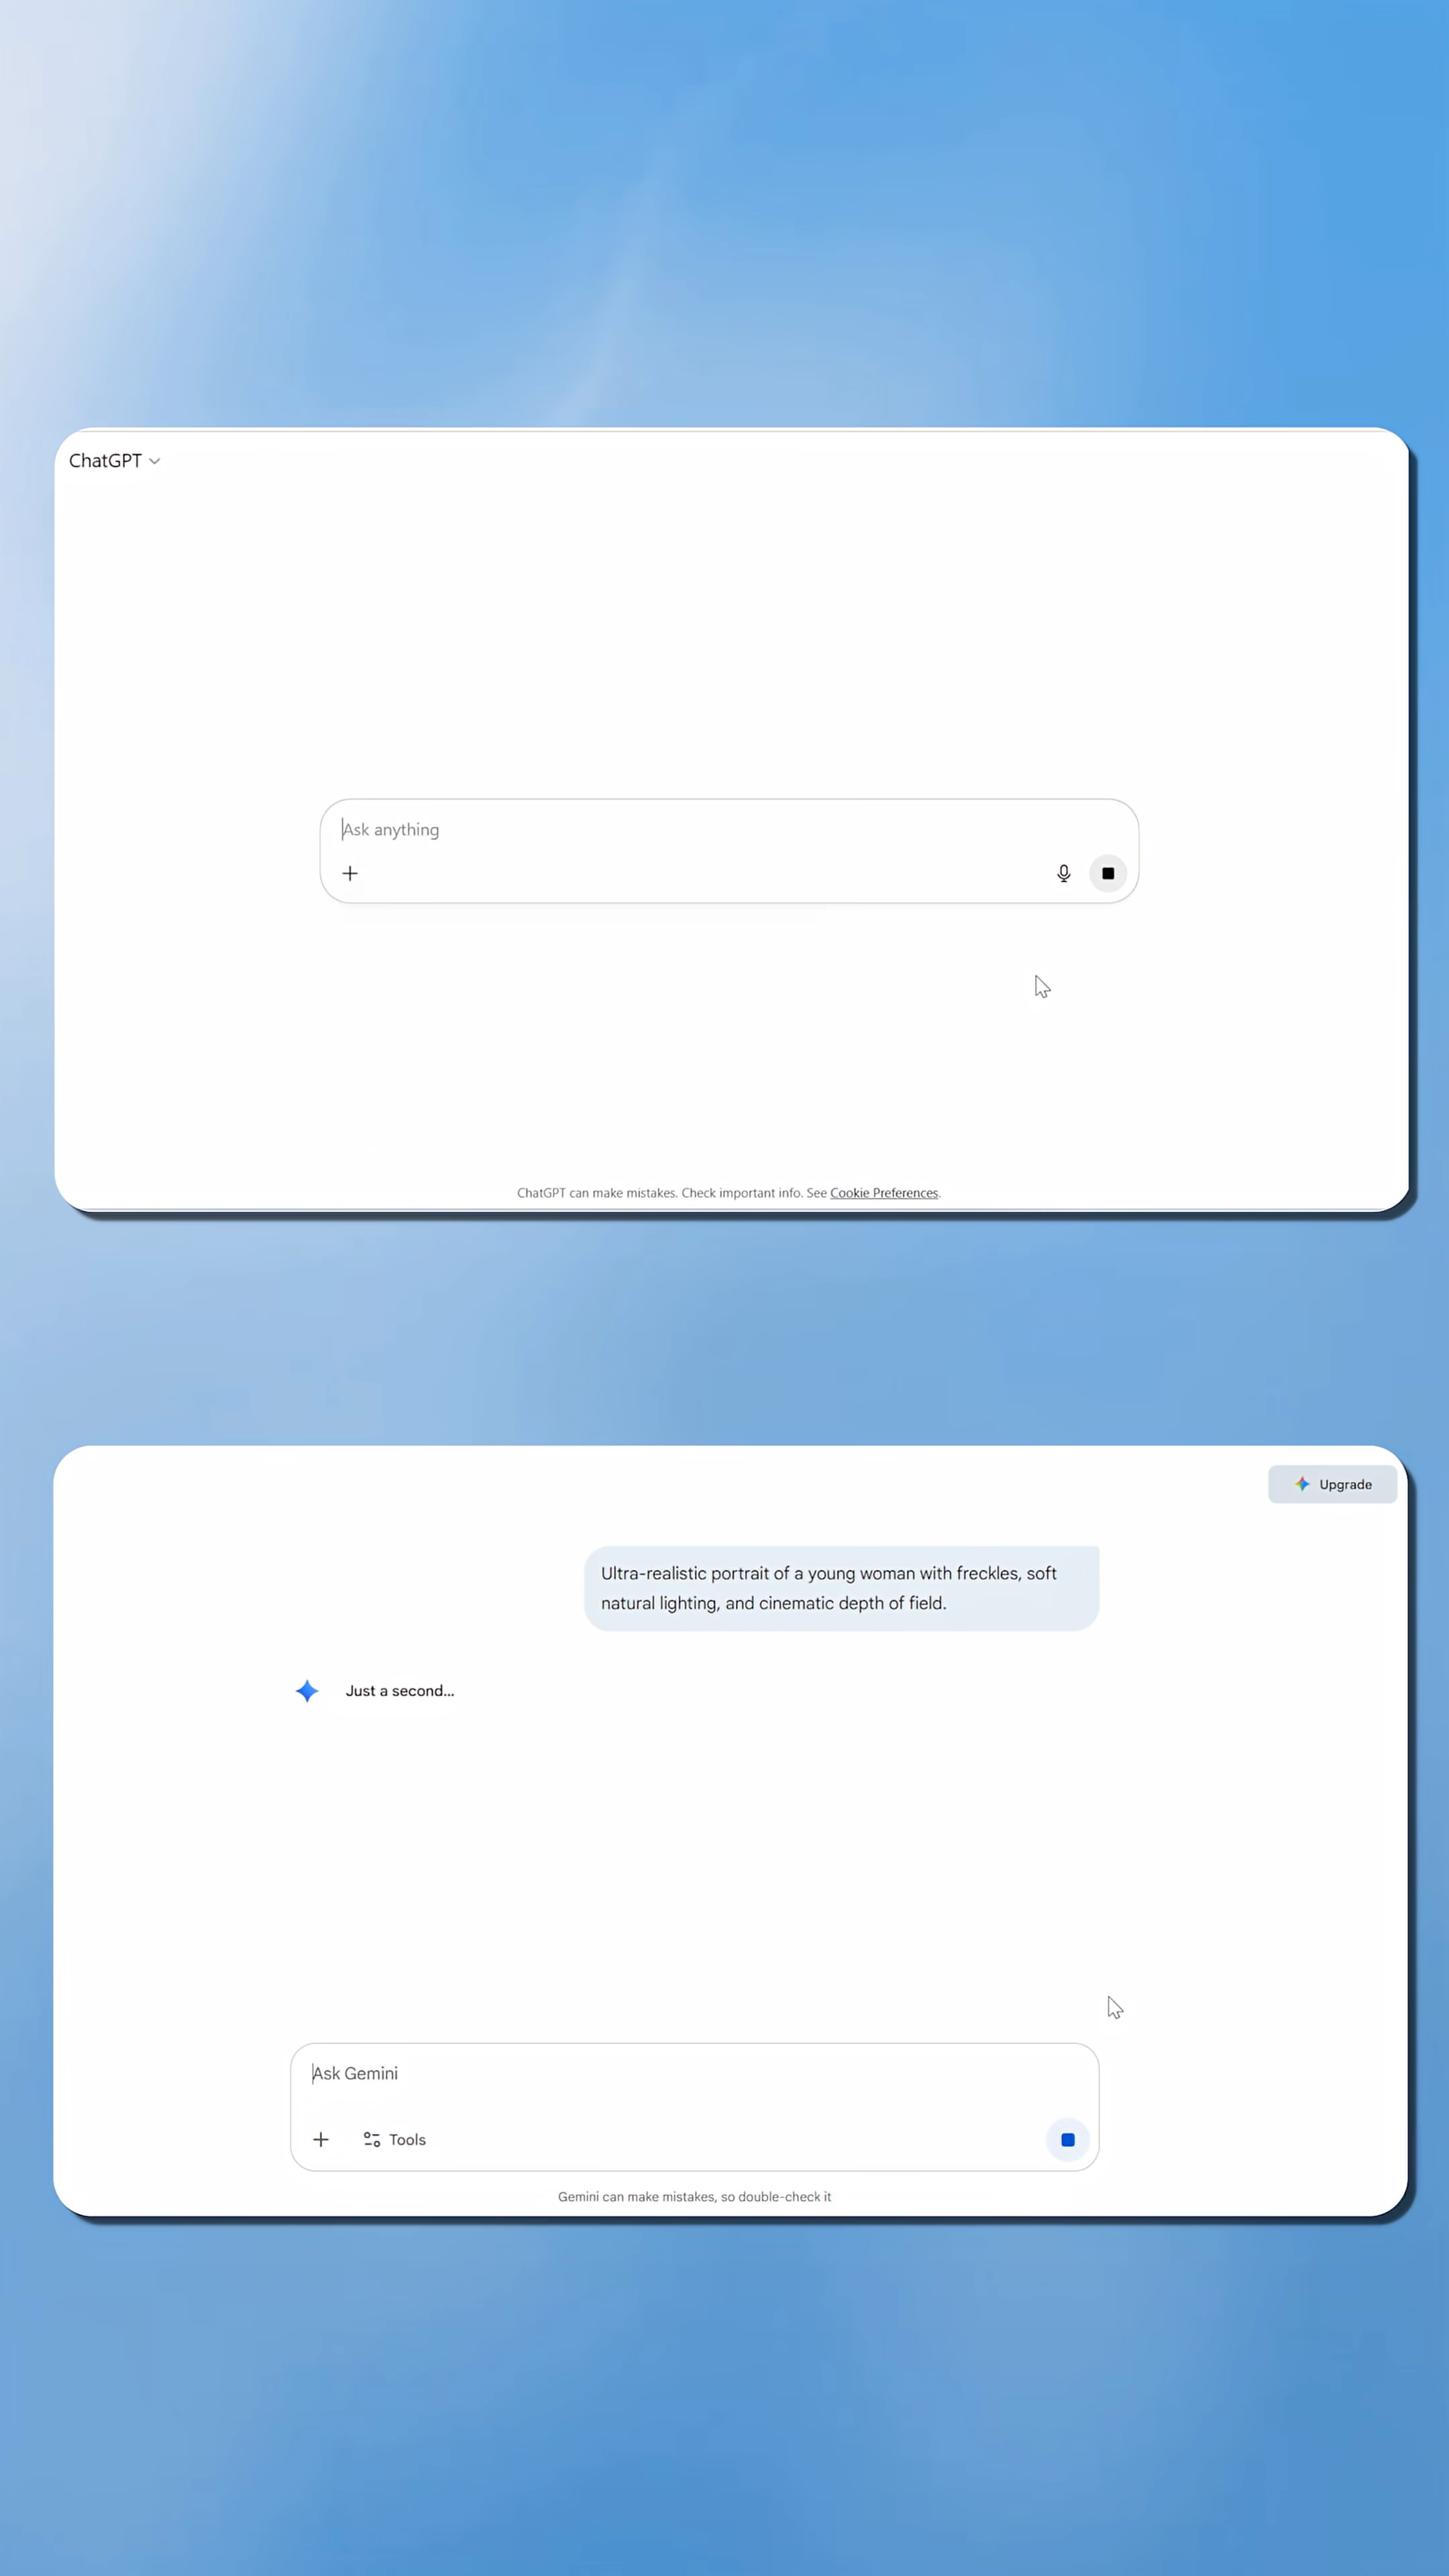 ChatGPT
Ask anything
ChatGPT can make mistakes. Check important info. See Cookie Preferences.
Upgrade
Ultra-realistic portrait of a young woman with freckles, soft
natural lighting, and cinematic depth of field.
Just a second...
Ask Gemini
Tools
Gemini can make mistakes, so double-check it